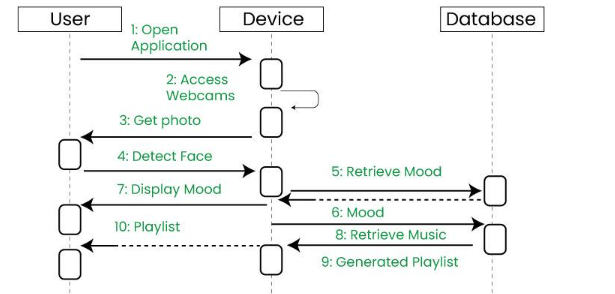 User
Device
Database
1: Open
Application
2: Access
Webcams
3: Get photo
4: Detect Face
5: Retrieve Mood
7: Display Mood
6: Mood
10: Playlist
8: Retrieve Music
9: Generated Playlist